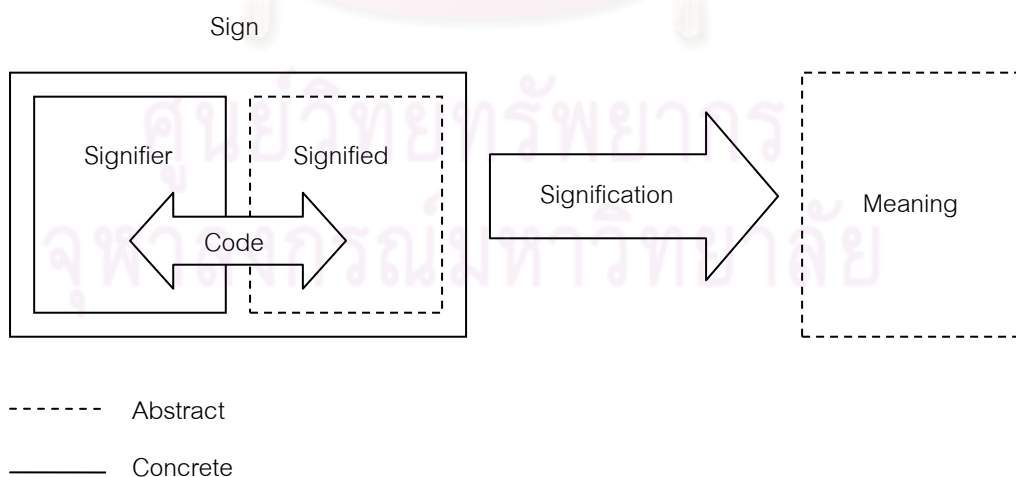 Sign
Signifier
Signified
Code
Signification
Meaning
ศูนย์วิทยทรัพยากร
จุฬาลงกรณ์มหาวิทยาลัย
Abstract
Concrete